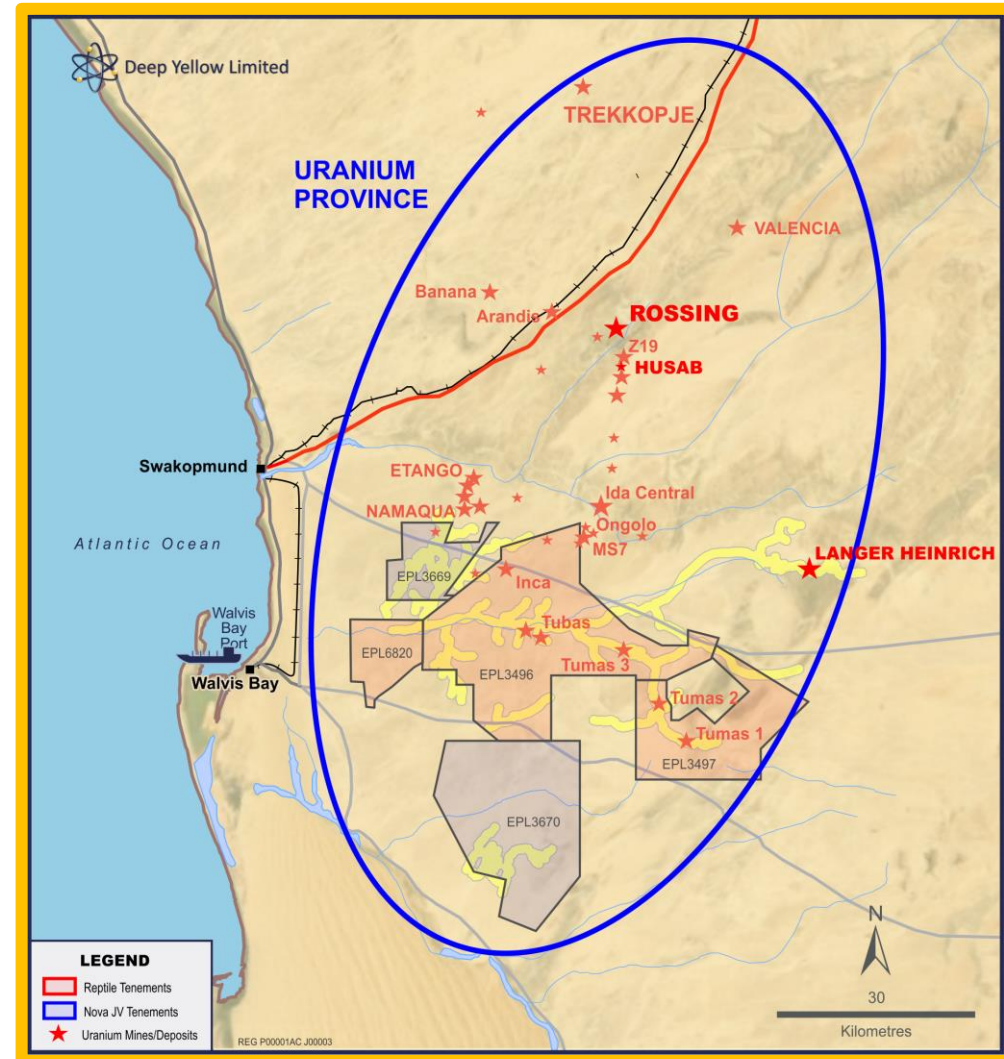 Deep Yellow Limited
TREKKOPJE
URANIUM
PROVINCE
VALENCIA
Banana
Arandis
ROSSING
Z19
HUSAB
Swakopmund
ETANGO
Ida Central
NAMAQUA
Ongolo
MS7
Atlantic Ocean
LANGER HEINRICH
EPL3669
Inca
Walvis
Bay
Port
Tubas
EPL6820
Tumas 3
EPL3496
Walvis Bay
Tumas 2
Tumas 1
EPL3497
EPL3670
N
LEGEND
Reptile Tenements
Nova JV Tenements
Uranium Mines/Deposits
30
Kilometres
REG P00001AC J00003